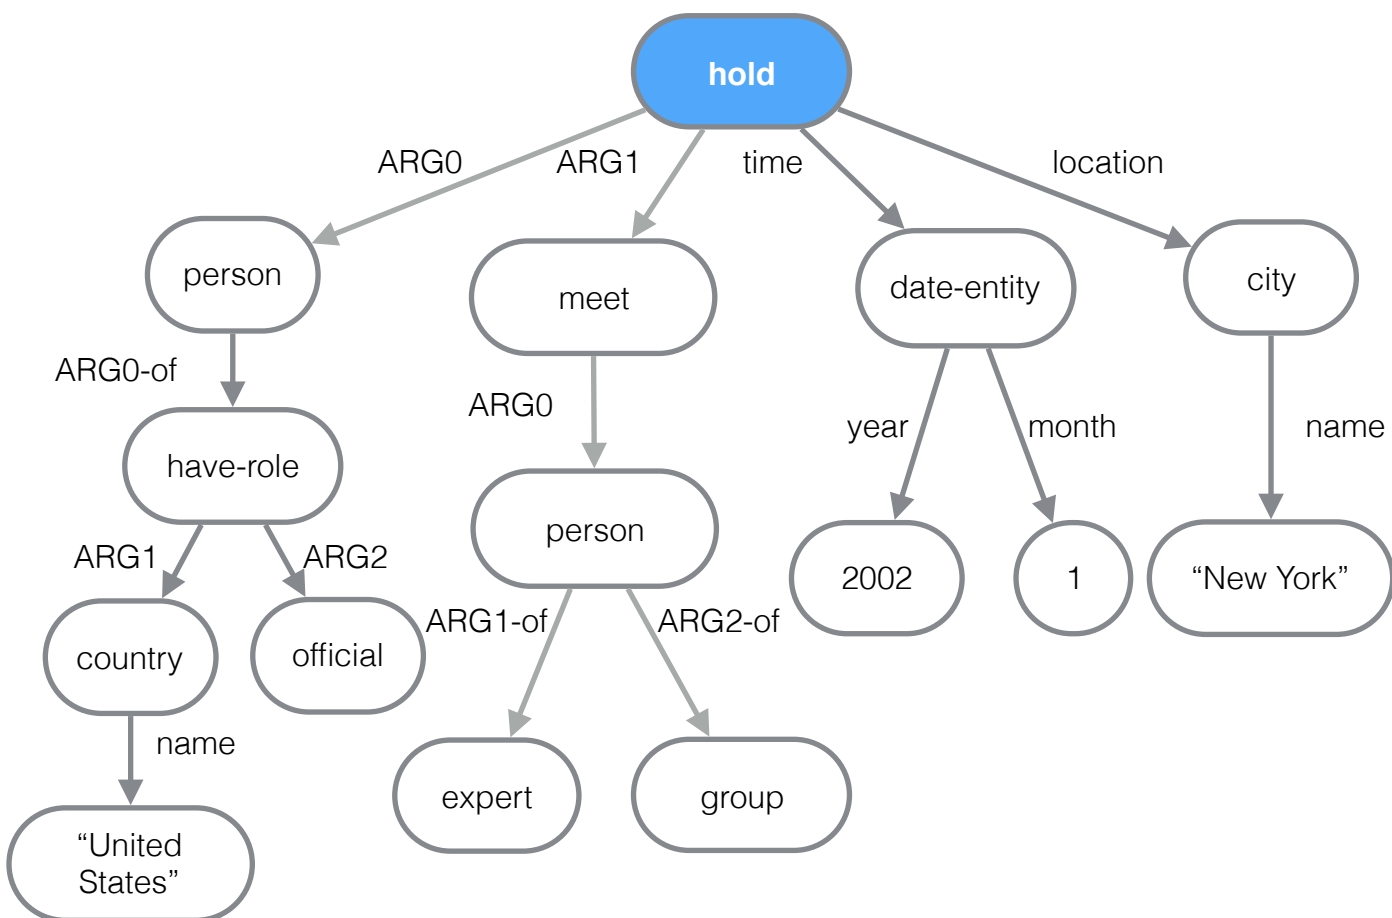 hold
ARG0
ARG1
time
location
person
meet
date-entity
city
ARG0-of
ARG0
year
month
name
have-role
person
ARG1
ARG2
2002
1
“New York”
country
official
ARG1-of
ARG2-of
name
expert
group
“United
States”